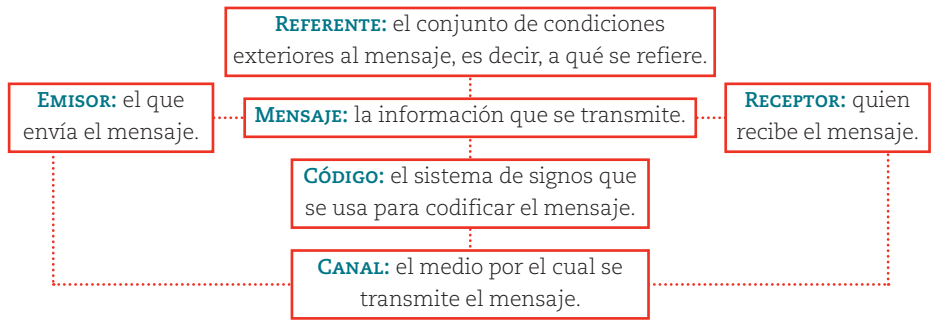 REFERENTE: el conjunto de condiciones
exteriores al mensaje, es decir, a qué se refiere.
EMISOR: el que
envía el mensaje.
MENSAJE: la información que se transmite.
RECEPTOR: quien
recibe el mensaje.
CÓDIGO: el sistema de signos que
se usa para codificar el mensaje.
CANAL: el medio por el cual se
transmite el mensaje.